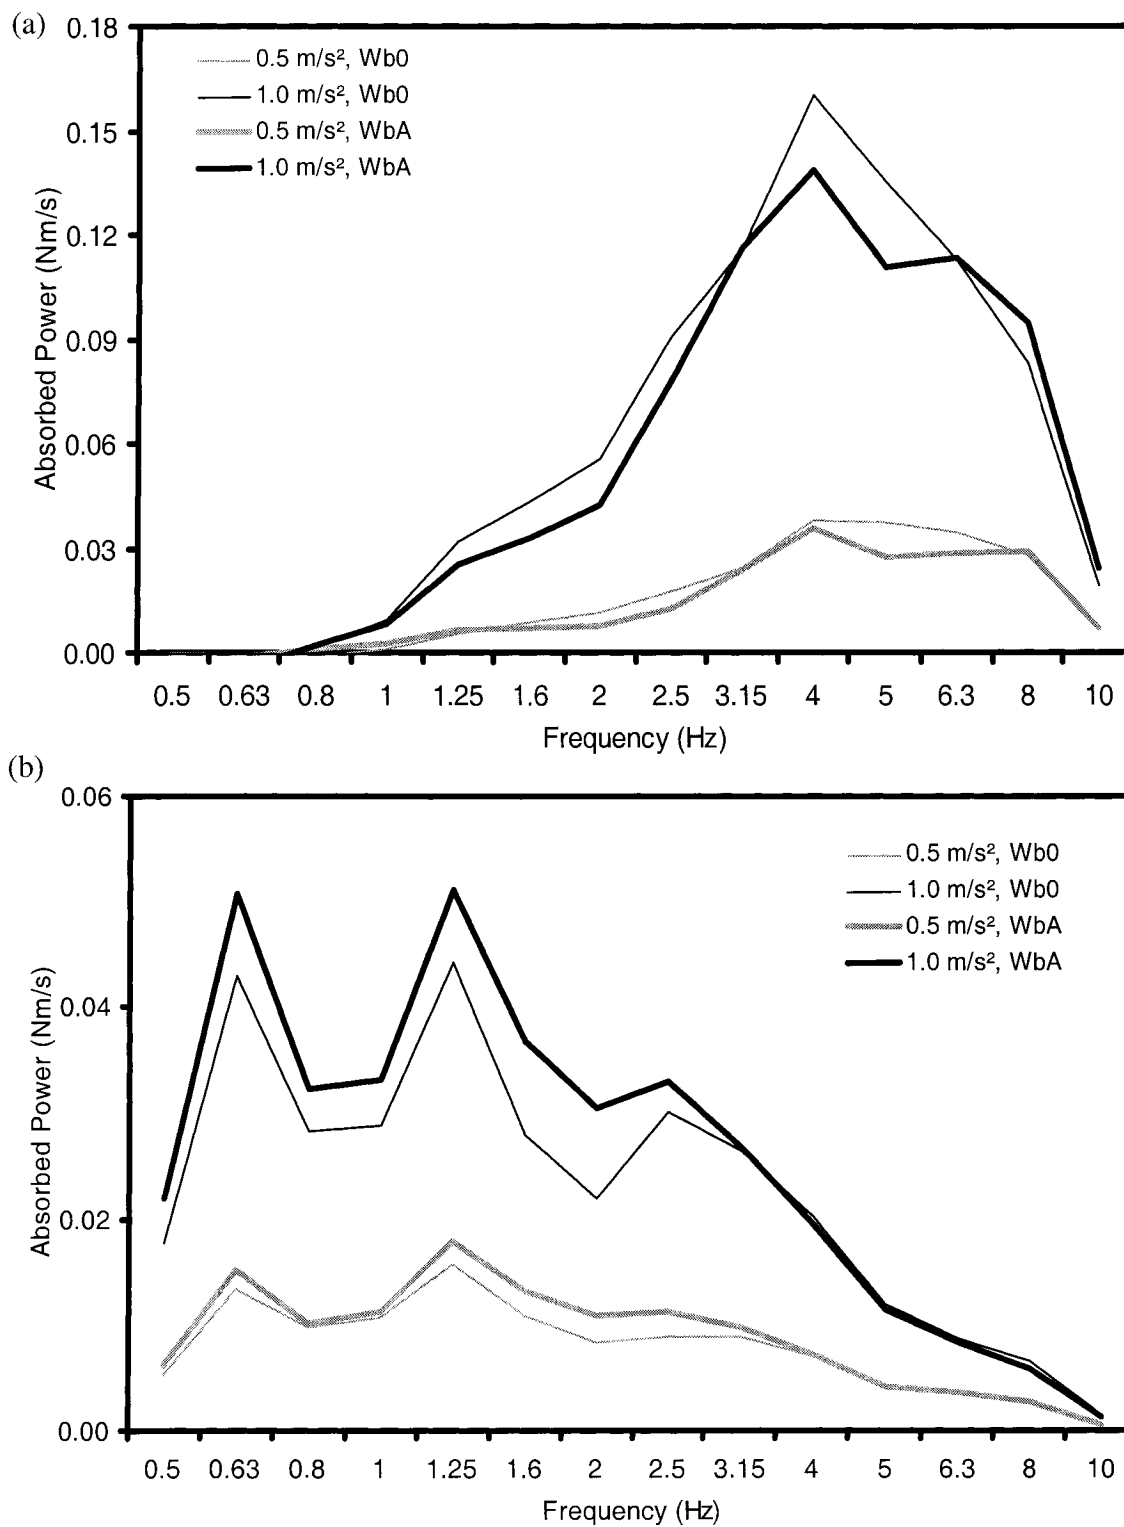 (a)
0.18
0.15
0.12
0.09
0.06
0.03
0.00
Absorbed Power (Nm/s)
0.5 m/s², Wb0
1.0 m/s², Wb0
0.5 m/s², WbA
1.0 m/s², WbA
0.5 0.63 0.8 1 1.25 1.6 2 2.5 3.15 4 5 6.3 8 10
Frequency (Hz)
(b)
0.06
0.04
0.02
0.00
Absorbed Power (Nm/s)
0.5 m/s², Wb0
1.0 m/s², Wb0
0.5 m/s², WbA
1.0 m/s², WbA
0.5 0.63 0.8 1 1.25 1.6 2 2.5 3.15 4 5 6.3 8 10
Frequency (Hz)